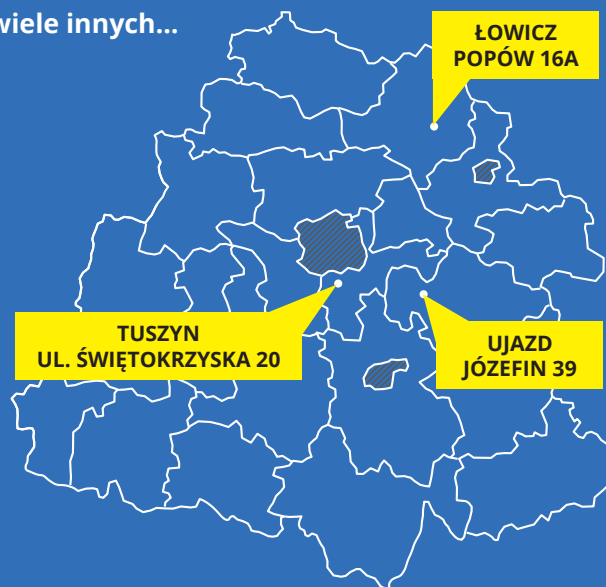 wiele innych...
ŁOWICZ
POPÓW 16A
TUSZYN
UL. ŚWIĘTOKRZYSKA 20
UJAZD
JÓZEFIN 39